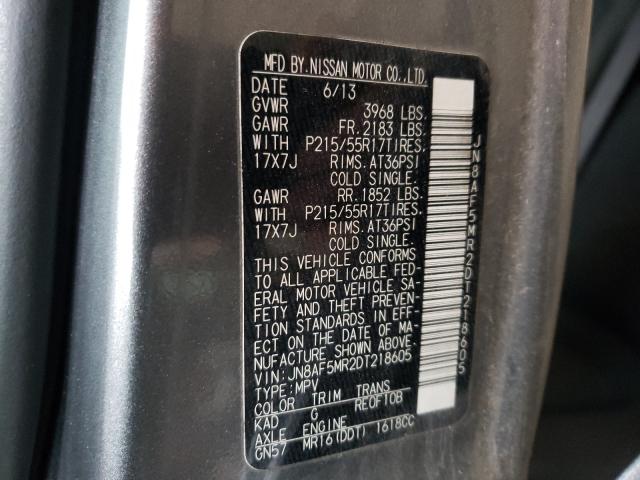 MFD BY.NISSAN MOTOR CO.,LTD.
DATE 6/13
GVWR 3968 LBS.
GAWR FR.2183 LBS.
WITH P215/55R17TIRES.
17X7J RIMS.AT36PSI
COLD SINGLE.
GAWR RR.1852 LBS.
WITH P215/55R17TIRES.
17X7J RIMS.AT36PSI
COLD SINGLE.
THIS VEHICLE CONFORMS
TO ALL APPLICABLE FED-
ERAL MOTOR VEHICLE SA-
FETY AND THEFT PREVEN-
TION STANDARDS IN EFF-
ECT ON THE DATE OF MA-
NUFACTURE SHOWN ABOVE.
VIN:JN8AF5MR2DT218605
TYPE:MPV
COLOR TRIM TRANS
KAD G RE0FTOB
AXLE ENGINE
GN57 MR16(DDT) 1618CC
JN8AF5MR2DT218605